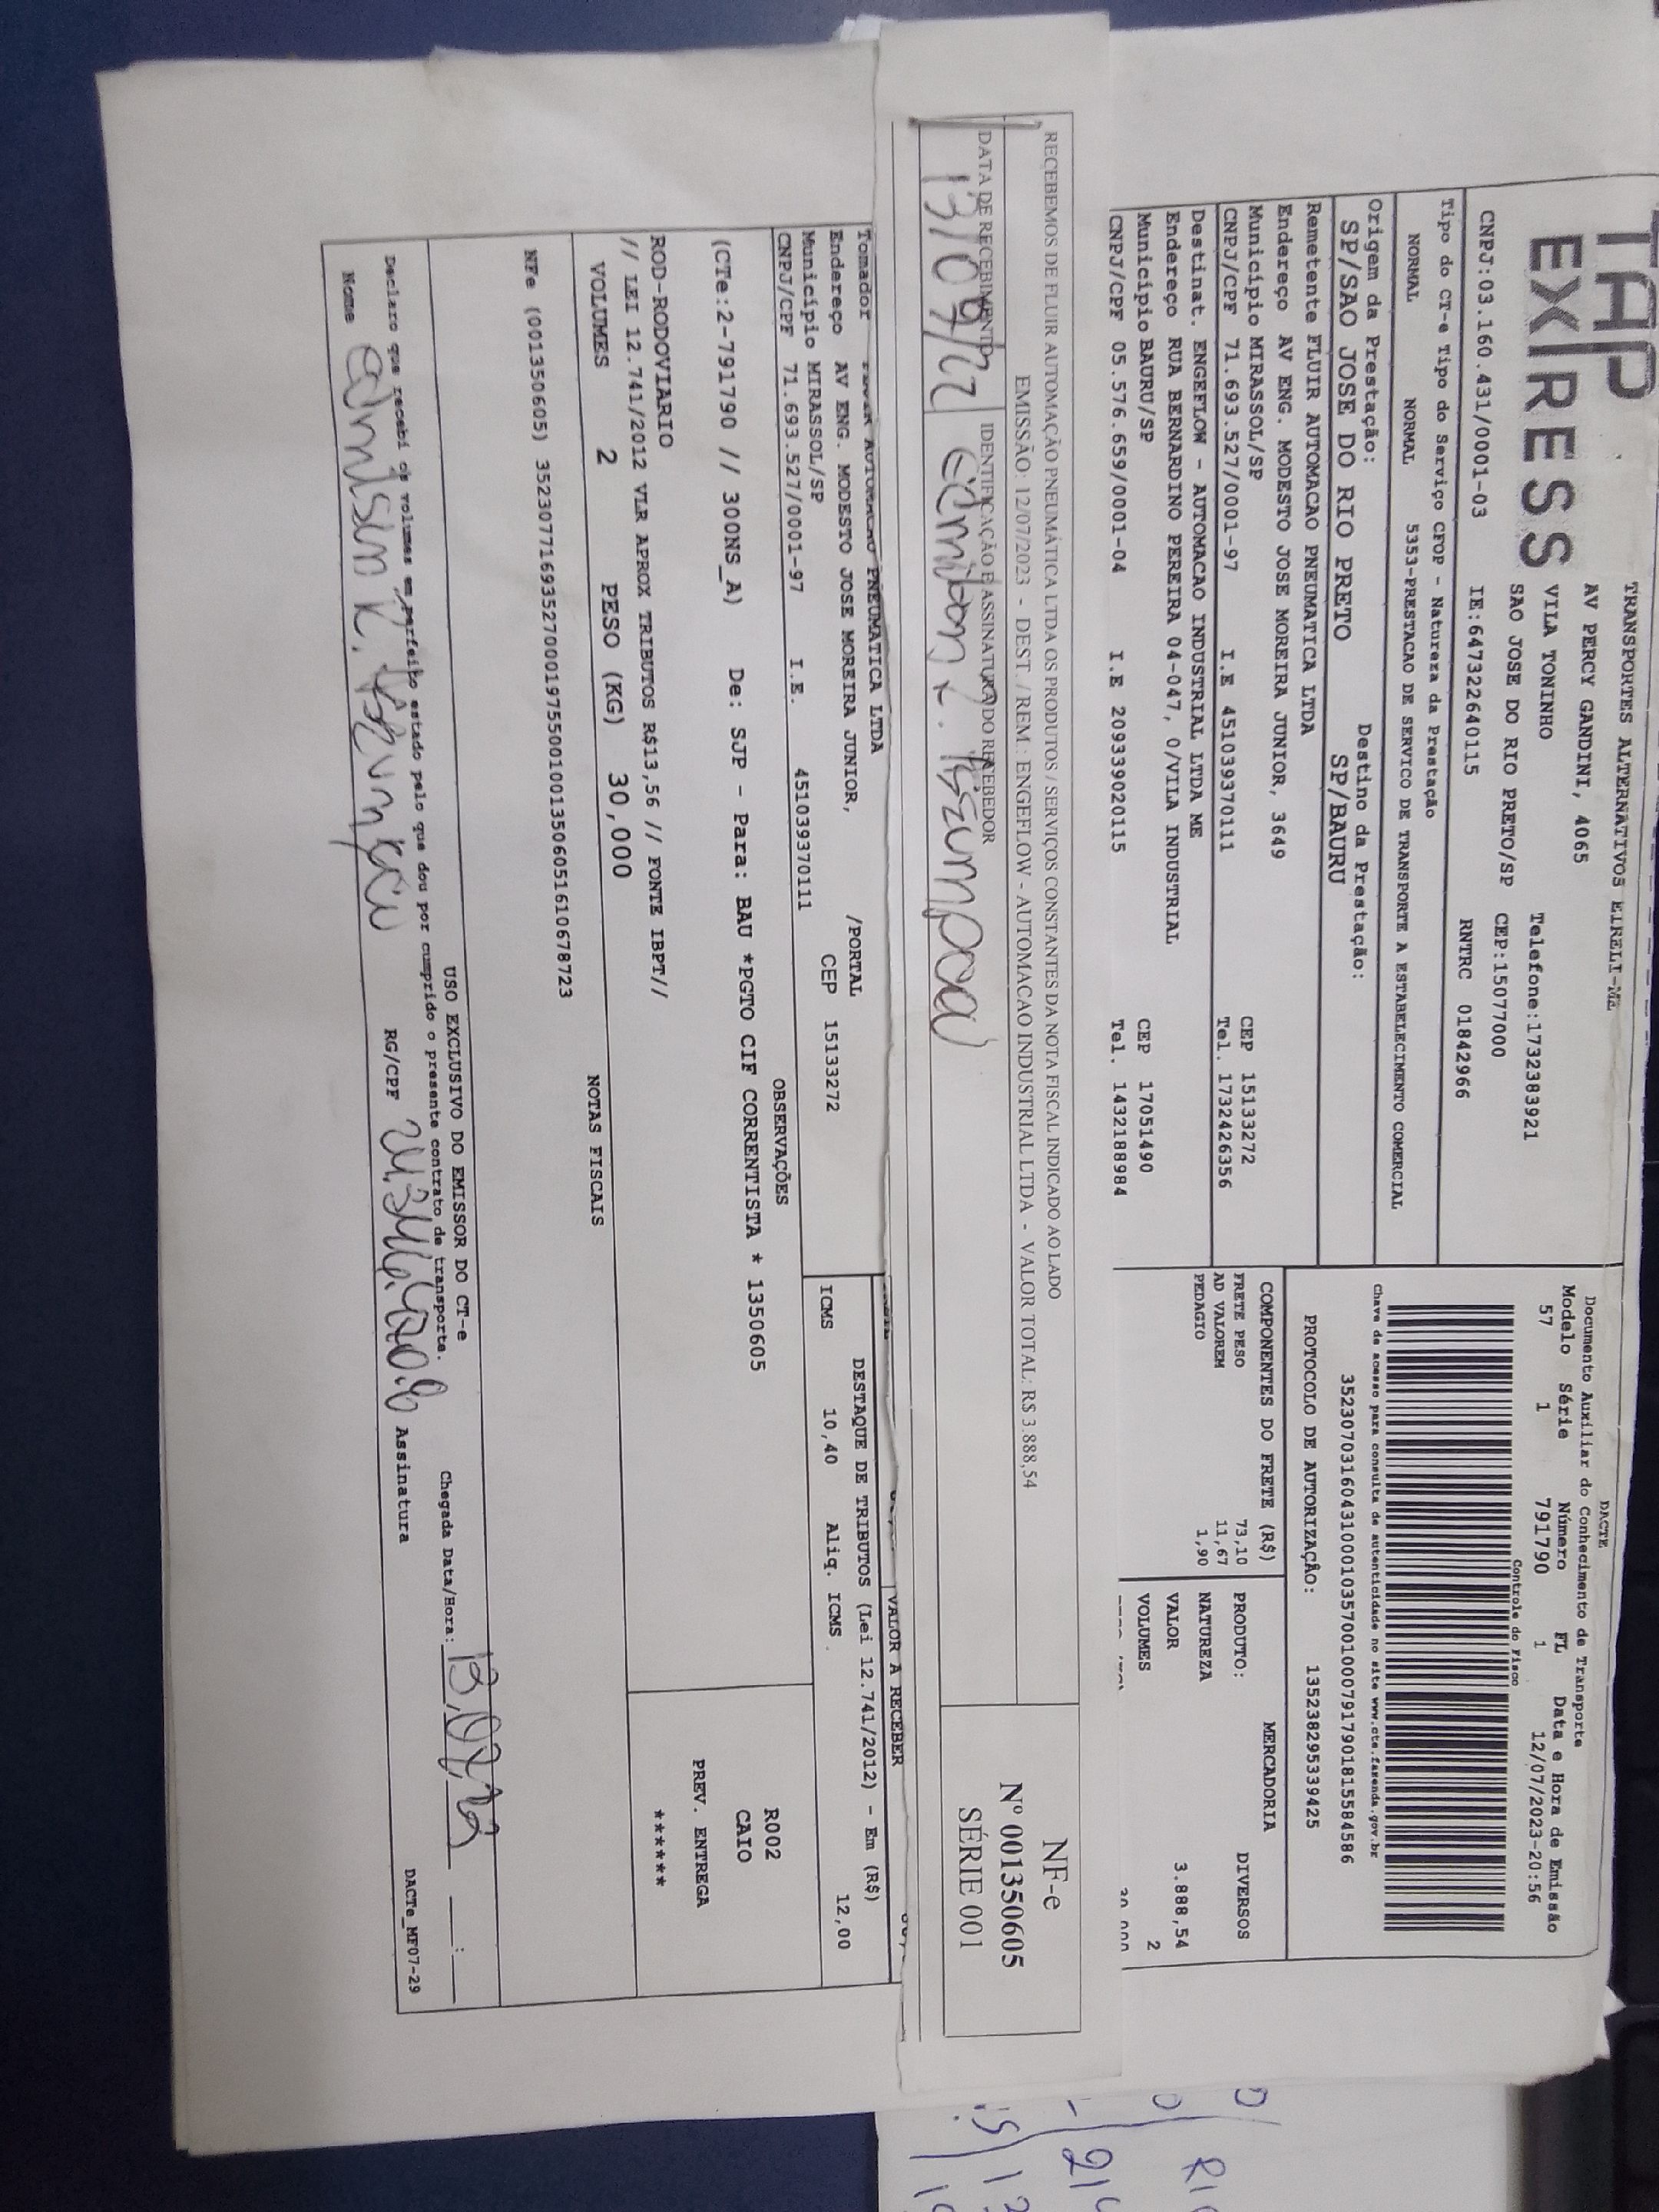 TAP
EXPRESS
TRANSPORTES ALTERNATIVOS EIRELI-ME
AV PERCY GANDINI, 4065
VILA TONINHO Telefone:1732383921
SAO JOSE DO RIO PRETO/SP CEP:15077000
CNPJ:03.160.431/0001-03 IE:647322640115 RNTRC 01842966
Tipo do CT-e Tipo do Serviço CFOP - Natureza da Prestação
NORMAL NORMAL 5353-PRESTACAO DE SERVICO DE TRANSPORTE A ESTABELECIMENTO COMERCIAL
Origem da Prestação: Destino da Prestação:
SP/SAO JOSE DO RIO PRETO SP/BAURU
Remetente FLUIR AUTOMACAO PNEUMATICA LTDA
Endereço AV ENG. MODESTO JOSE MOREIRA JUNIOR, 3649
Município MIRASSOL/SP CEP 15133272
CNPJ/CPF 71.693.527/0001-97 I.E 451039370111 Tel. 1732426356
Destinat. ENGEFLOW - AUTOMACAO INDUSTRIAL LTDA ME
Endereço RUA BERNARDINO PEREIRA 04-047, 0/VILA INDUSTRIAL
Município BAURU/SP CEP 17051490
CNPJ/CPF 05.576.659/0001-04 I.E 209339020115 Tel. 1432188984
DACTE
Documento Auxiliar do Conhecimento de Transporte
Modelo Série Número FL Data e Hora de Emissão
57 1 791790 1 12/07/2023-20:56
Controle do Fisco
Chave de acesso para consulta de autenticidade no site www.cte.fazenda.gov.br
35230703160431000103570010007917901815584586
PROTOCOLO DE AUTORIZAÇÃO: 135238295339425
COMPONENTES DO FRETE (R$)
FRETE PESO 73,10
AD VALOREM 11,67
PEDAGIO 1,90
MERCADORIA
PRODUTO: DIVERSOS
NATUREZA
VALOR 3.888,54
VOLUMES 2
RECEBEMOS DE FLUIR AUTOMAÇÃO PNEUMÁTICA LTDA OS PRODUTOS / SERVIÇOS CONSTANTES DA NOTA FISCAL INDICADO AO LADO
EMISSÃO: 12/07/2023 - DEST. / REM.: ENGEFLOW - AUTOMACAO INDUSTRIAL LTDA - VALOR TOTAL: R$ 3.888,54
DATA DE RECEBIMENTO IDENTIFICAÇÃO E ASSINATURA DO RECEBEDOR
NF-e
Nº 001350605
SÉRIE 001
Tomador FLUIR AUTOMACAO PNEUMATICA LTDA
Endereço AV ENG. MODESTO JOSE MOREIRA JUNIOR, /PORTAL
Município MIRASSOL/SP CEP 15133272
CNPJ/CPF 71.693.527/0001-97 I.E. 451039370111
VALOR A RECEBER
DESTAQUE DE TRIBUTOS (Lei 12.741/2012) - Em (R$)
ICMS 10,40 Aliq. ICMS 12,00
OBSERVAÇÕES
(CTe:2-791790 // 300NS_A) De: SJP - Para: BAU *PGTO CIF CORRENTISTA * 1350605
R002
CAIO
PREV. ENTREGA
******
ROD-RODOVIARIO
// LEI 12.741/2012 VLR APROX TRIBUTOS R$13,56 // FONTE IBPT//
VOLUMES 2 PESO (KG) 30,000
NOTAS FISCAIS
NFe (001350605) 35230771693527000197550010013506051610678723
USO EXCLUSIVO DO EMISSOR DO CT-e
Declaro que recebi os volumes em perfeito estado pelo que dou por cumprido o presente contrato de transporte.
Chegada Data/Hora:
Nome RG/CPF Assinatura
DACTe_MF07-29